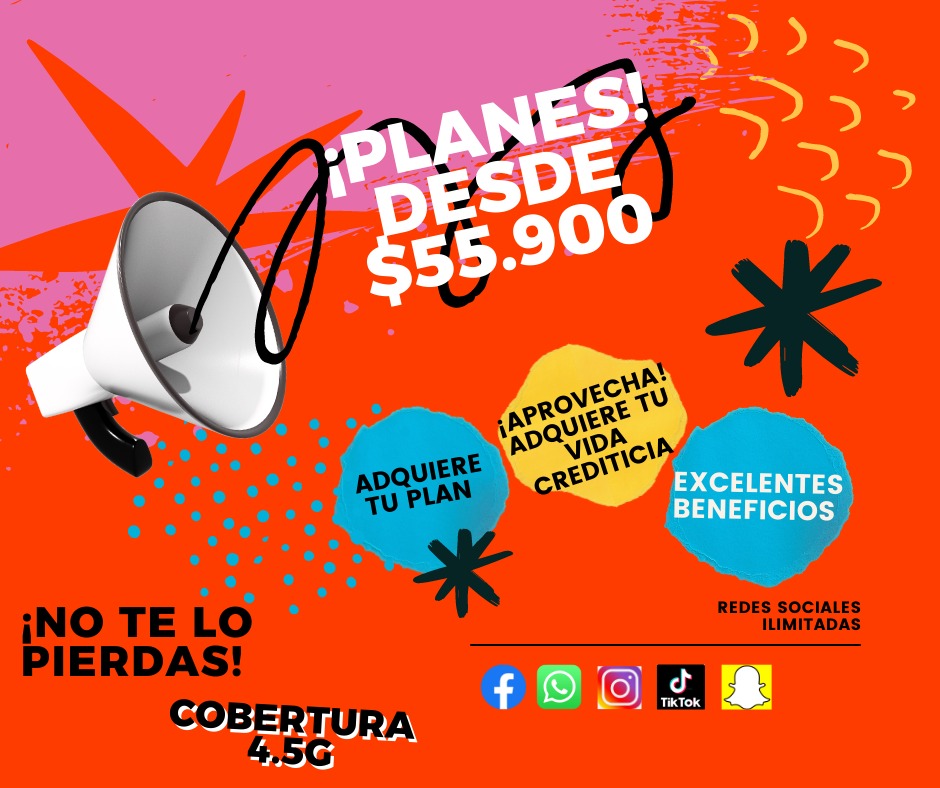 ¡PLANES!
DESDE
$55.900
¡APROVECHA!
ADQUIERE TU
VIDA
CREDITICIA
ADQUIERE
TU PLAN
EXCELENTES
BENEFICIOS
¡NO TE LO
PIERDAS!
REDES SOCIALES
ILIMITADAS
TikTok
COBERTURA
4.5G